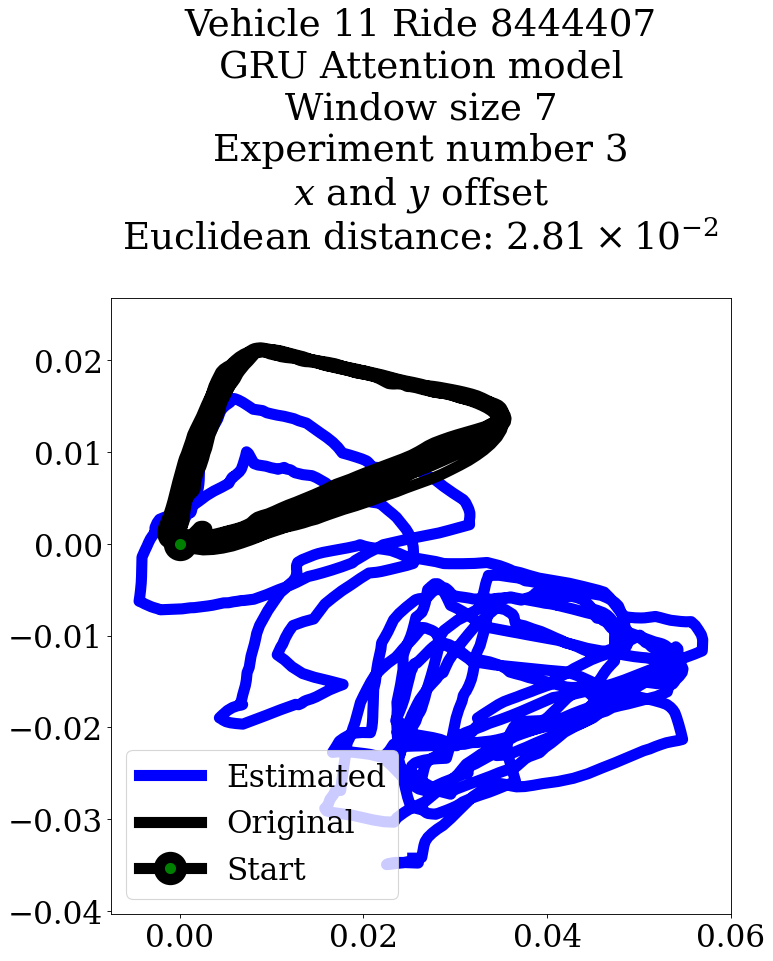 Vehicle 11 Ride 8444407
GRU Attention model
Window size 7
Experiment number 3
x and y offset
Euclidean distance: 2.81 × 10⁻²
0.02
0.01
0.00
−0.01
−0.02
−0.03
−0.04
Estimated
Original
Start
0.00 0.02 0.04 0.06